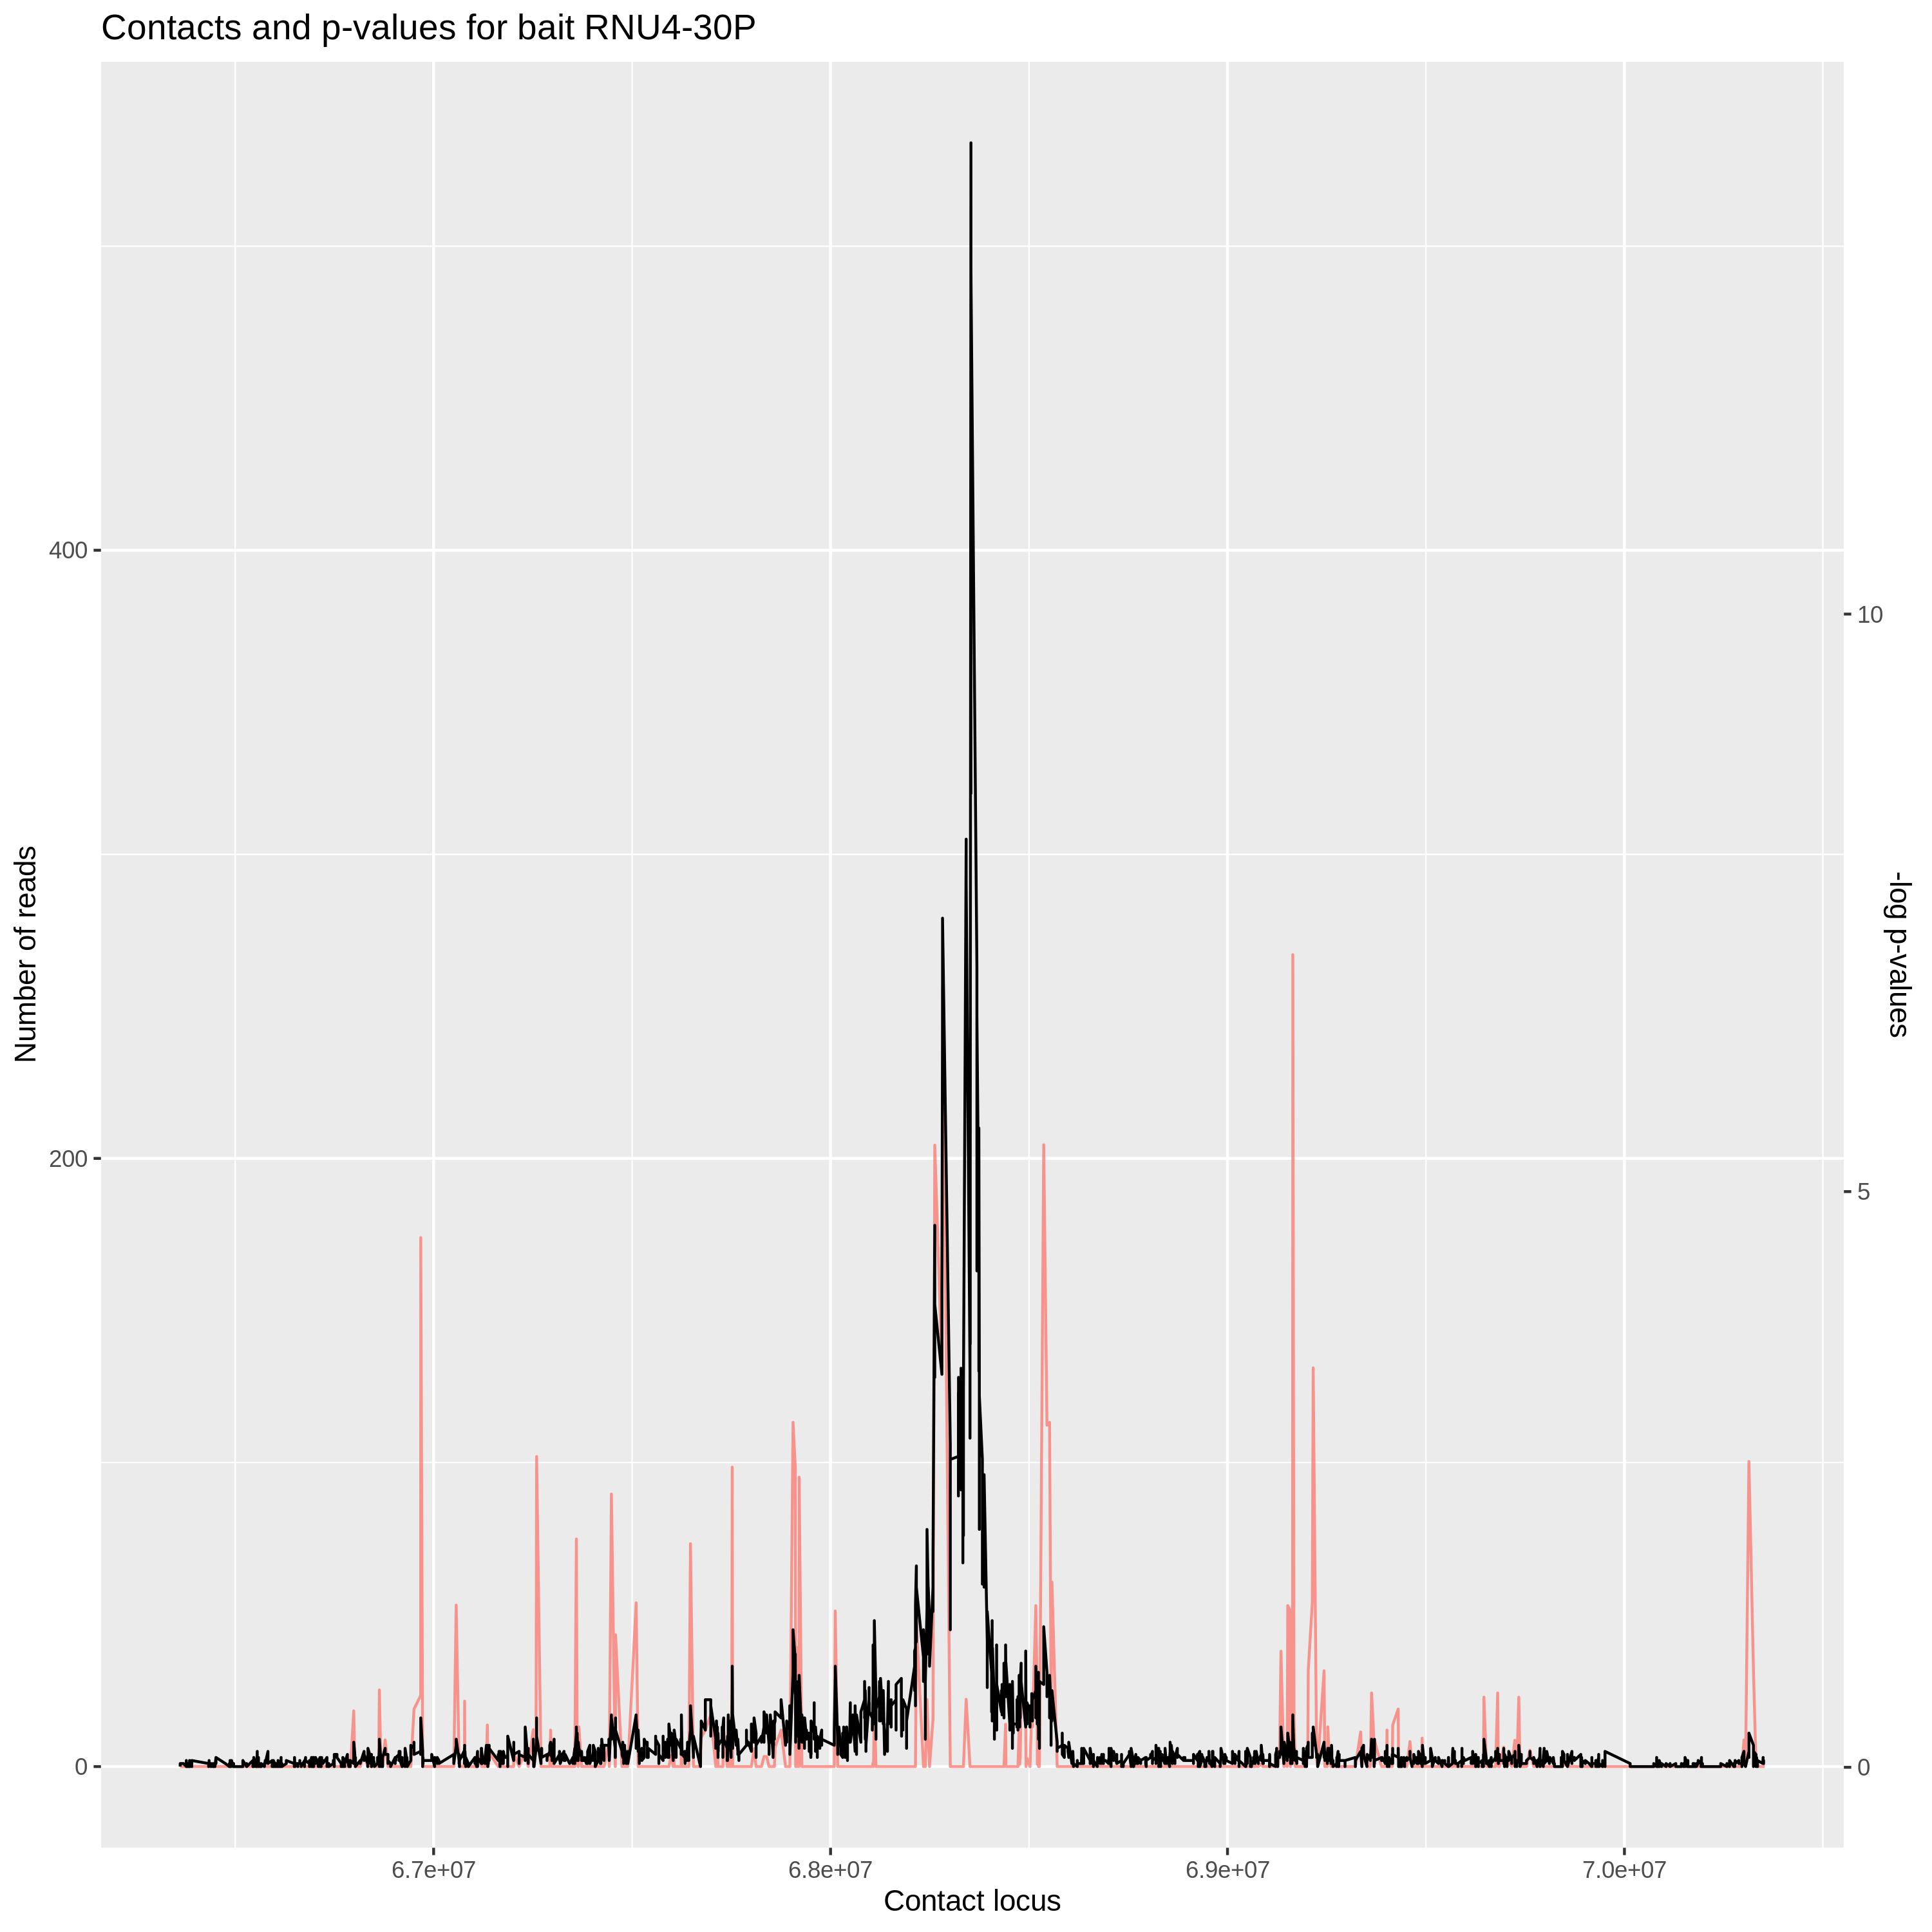 Contacts and p-values for bait RNU4-30P
Number of reads
400
200
0
10
5
0
-log p-values
6.7e+07
6.8e+07
6.9e+07
7.0e+07
Contact locus